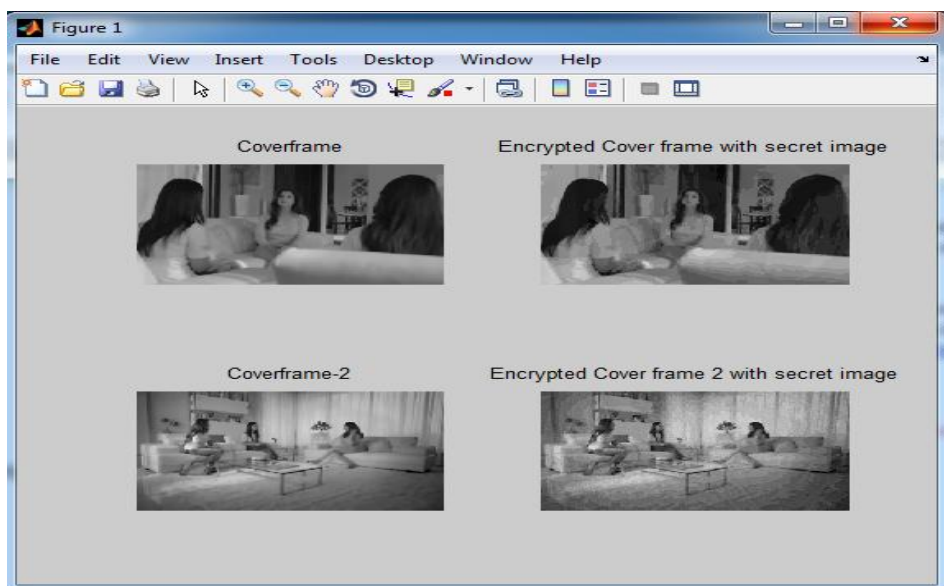 Figure 1
File Edit View Insert Tools Desktop Window Help
Coverframe
Encrypted Cover frame with secret image
Coverframe-2
Encrypted Cover frame 2 with secret image